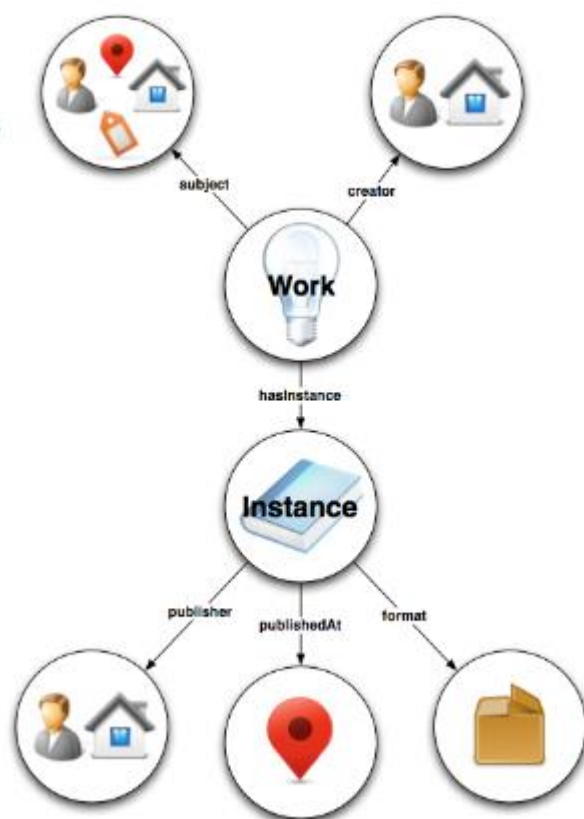 subject
creator
Work
hasInstance
Instance
publisher
publishedAt
format